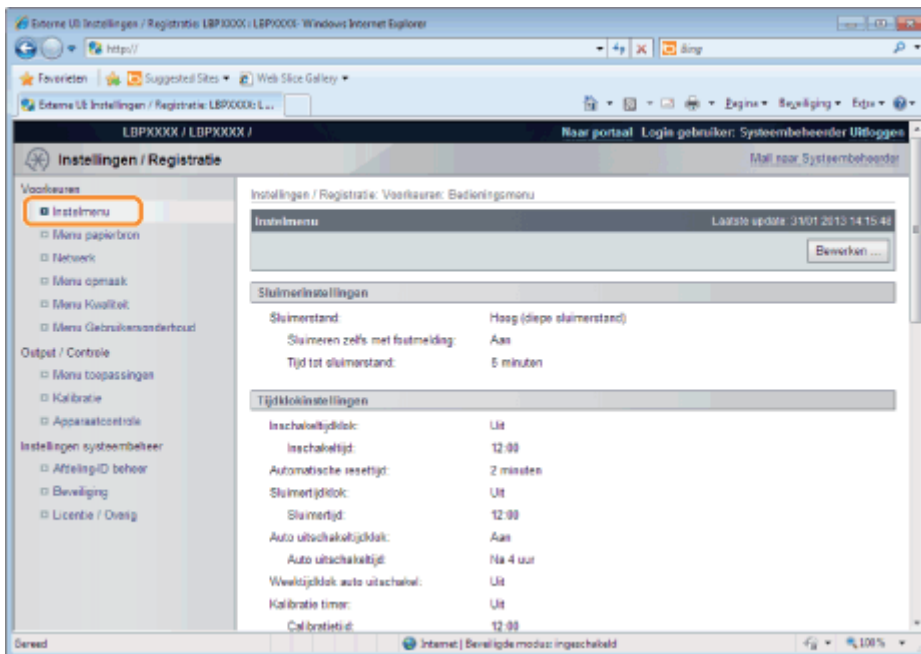 Externe UI: Instellingen / Registratie: LBPXXXX : LBPXXXX- Windows Internet Explorer
http://
Bing
Favorieten Suggested Sites Web Slice Gallery
Externe UI: Instellingen / Registratie: LBPXXXX: L...
Pagina Beveiliging Extra
LBPXXXX / LBPXXXX /
Naar portaal Login gebruiker: Systeembeheerder Uitloggen
Instellingen / Registratie
Mail naar Systeembeheerder
Voorkeuren
Instelmenu
Menu papierbron
Netwerk
Menu opmaak
Menu Kwaliteit
Menu Gebruikersonderhoud
Output / Controle
Menu toepassingen
Kalibratie
Apparaatcontrole
Instellingen systeembeheer
Afdeling-ID beheer
Beveiliging
Licentie / Overig
Instellingen / Registratie: Voorkeuren: Bedieningsmenu
Instelmenu
Laatste update: 31/01 2013 14:15:48
Bewerken ...
Sluimerinstellingen
Sluimerstand: Hoog (diepe sluimerstand)
Sluimeren zelfs met foutmelding: Aan
Tijd tot sluimerstand: 5 minuten
Tijdklokinstellingen
Inschakeltijdklok: Uit
Inschakeltijd: 12:00
Automatische resettijd: 2 minuten
Sluimertijdklok: Uit
Sluimertijd: 12:00
Auto uitschakeltijdklok: Aan
Auto uitschakeltijd: Na 4 uur
Weektijdklok auto uitschakel: Uit
Kalibratie timer: Uit
Calibratietijd: 12:00
Gereed
Internet | Beveiligde modus: ingeschakeld
100%